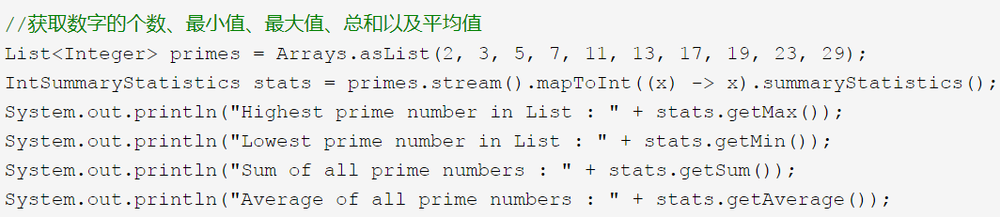 //获取数字的个数、最小值、最大值、总和以及平均值
List<Integer> primes = Arrays.asList(2, 3, 5, 7, 11, 13, 17, 19, 23, 29);
IntSummaryStatistics stats = primes.stream().mapToInt((x) -> x).summaryStatistics();
System.out.println("Highest prime number in List : " + stats.getMax());
System.out.println("Lowest prime number in List : " + stats.getMin());
System.out.println("Sum of all prime numbers : " + stats.getSum());
System.out.println("Average of all prime numbers : " + stats.getAverage());